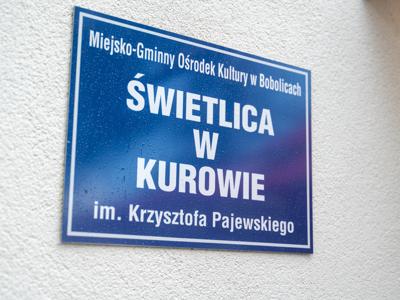 Miejsko-Gminny Ośrodek Kultury w Bobolicach
ŚWIETLICA
W
KUROWIE
im. Krzysztofa Pajewskiego